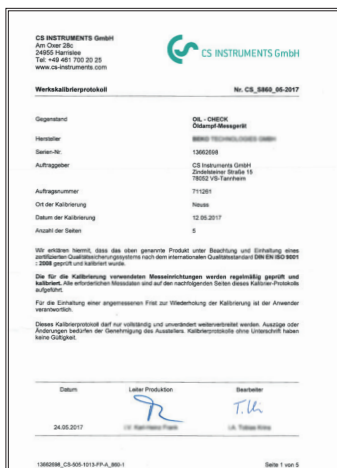 CS INSTRUMENTS GmbH
Am Oxer 28c
24955 Harrislee
Tel: +49 461 700 20 25
www.cs-instruments.com
CS INSTRUMENTS GmbH
Werkskalibrierprotokoll Nr. CS_5860_05-2017
Gegenstand OIL - CHECK
Öldampf-Messgerät
Hersteller
Serien-Nr. 13662698
Auftraggeber CS Instruments GmbH
Zindelsteiner Straße 15
78052 VS-Tannheim
Auftragsnummer 711261
Ort der Kalibrierung Neuss
Datum der Kalibrierung 12.05.2017
Anzahl der Seiten 5
Wir erklären hiermit, dass das oben genannte Produkt unter Beachtung und Einhaltung eines
zertifizierten Qualitätssicherungssystems nach dem internationalen Qualitätsstandard DIN EN ISO 9001
: 2008 geprüft und kalibriert wurde.
Die für die Kalibrierung verwendeten Messeinrichtungen werden regelmäßig geprüft und
kalibriert. Alle erforderlichen Messdaten sind auf den nachfolgenden Seiten dieses Kalibrier-Protokolls
aufgeführt.
Für die Einhaltung einer angemessenen Frist zur Wiederholung der Kalibrierung ist der Anwender
verantwortlich.
Dieses Kalibrierprotokoll darf nur vollständig und unverändert weiterverbreitet werden. Auszüge oder
Änderungen bedürfen der Genehmigung des Ausstellers. Kalibrierprotokolle ohne Unterschrift haben
keine Gültigkeit.
Datum Leiter Produktion Bearbeiter
24.05.2017
13662698_CS-505-1013-FP-A_860-1 Seite 1 von 5